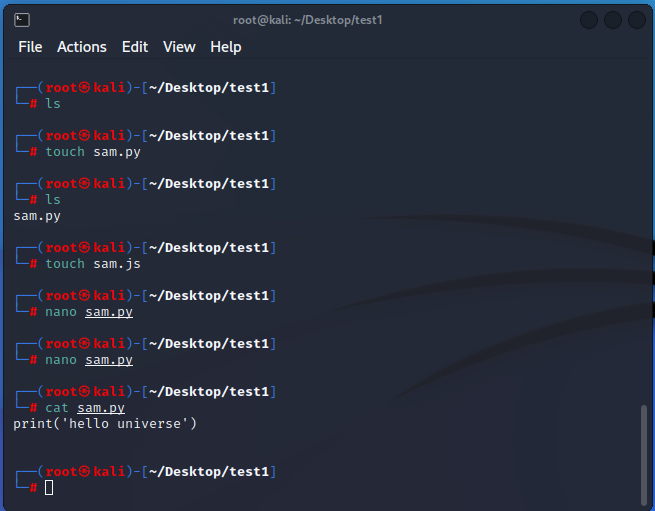 root@kali: ~/Desktop/test1
File Actions Edit View Help
┌──(root㉿kali)-[~/Desktop/test1]
└─# ls
┌──(root㉿kali)-[~/Desktop/test1]
└─# touch sam.py
┌──(root㉿kali)-[~/Desktop/test1]
└─# ls
sam.py
┌──(root㉿kali)-[~/Desktop/test1]
└─# touch sam.js
┌──(root㉿kali)-[~/Desktop/test1]
└─# nano sam.py
┌──(root㉿kali)-[~/Desktop/test1]
└─# nano sam.py
┌──(root㉿kali)-[~/Desktop/test1]
└─# cat sam.py
print('hello universe')
┌──(root㉿kali)-[~/Desktop/test1]
└─#